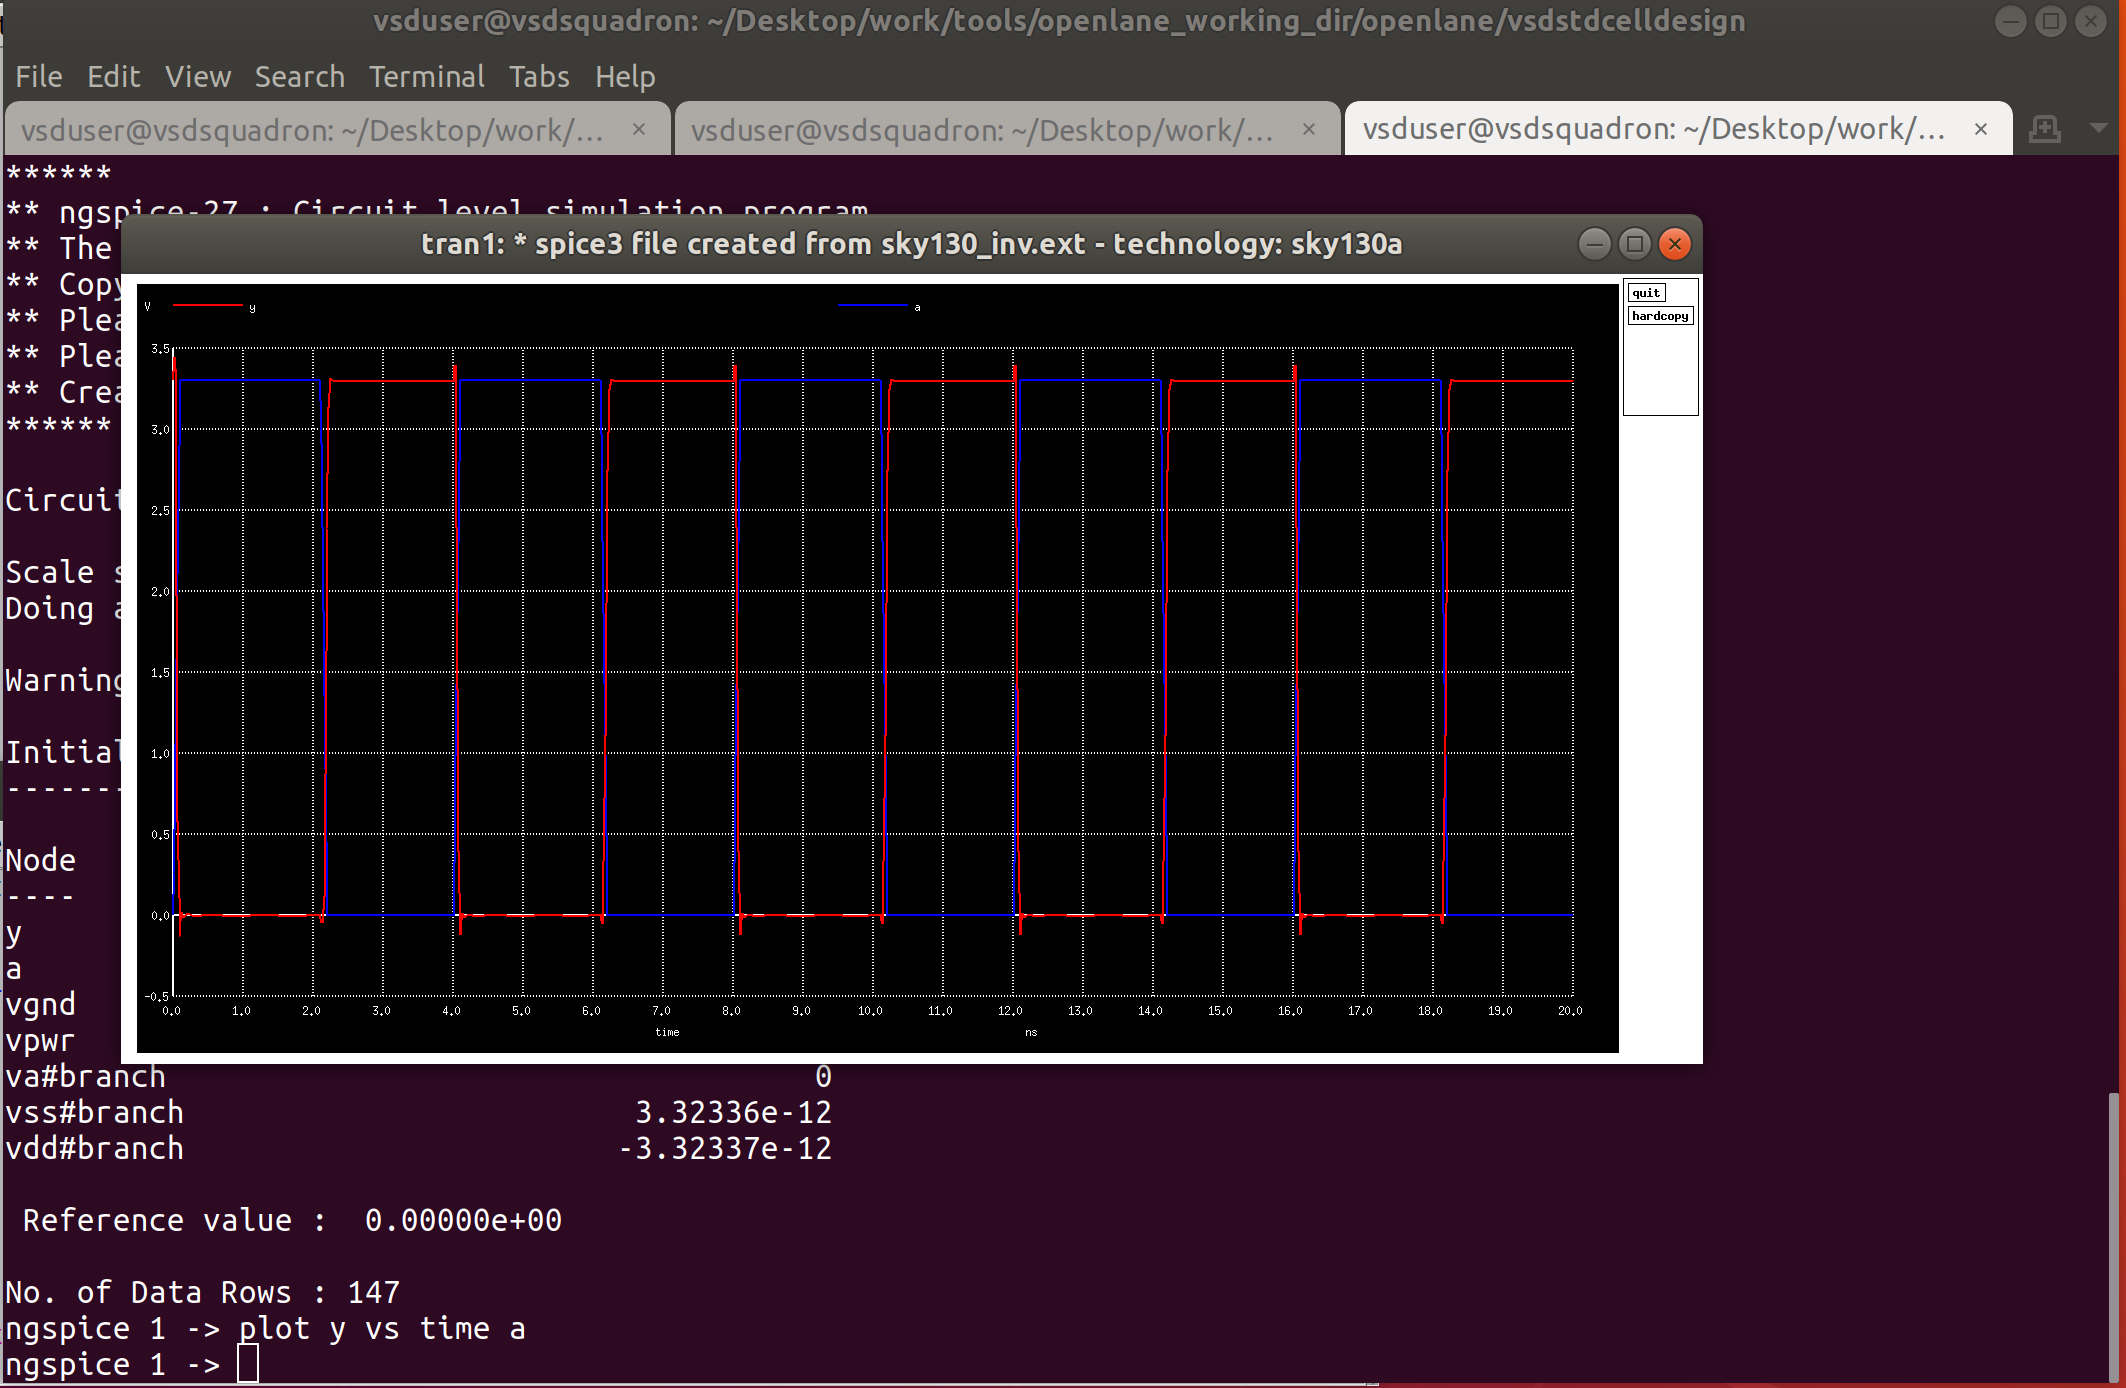 vsduser@vsdsquadron: ~/Desktop/work/tools/openlane_working_dir/openlane/vsdstdcelldesign
File Edit View Search Terminal Tabs Help
vsduser@vsdsquadron: ~/Desktop/work/... × vsduser@vsdsquadron: ~/Desktop/work/... × vsduser@vsdsquadron: ~/Desktop/work/... ×
******
** ngspice-27 : Circuit level simulation program
** The
** Copy
** Plea
** Plea
** Crea
******
Circuit
Scale s
Doing a
Warning
Initial
-------
Node
----
y
a
vgnd
vpwr
tran1: * spice3 file created from sky130_inv.ext - technology: sky130a
quit
hardcopy
V y a
3.5
3.0
2.5
2.0
1.5
1.0
0.5
0.0
-0.5
0.0 1.0 2.0 3.0 4.0 5.0 6.0 7.0 8.0 9.0 10.0 11.0 12.0 13.0 14.0 15.0 16.0 17.0 18.0 19.0 20.0
time ns
va#branch 0
vss#branch 3.32336e-12
vdd#branch -3.32337e-12
Reference value : 0.00000e+00
No. of Data Rows : 147
ngspice 1 -> plot y vs time a
ngspice 1 ->